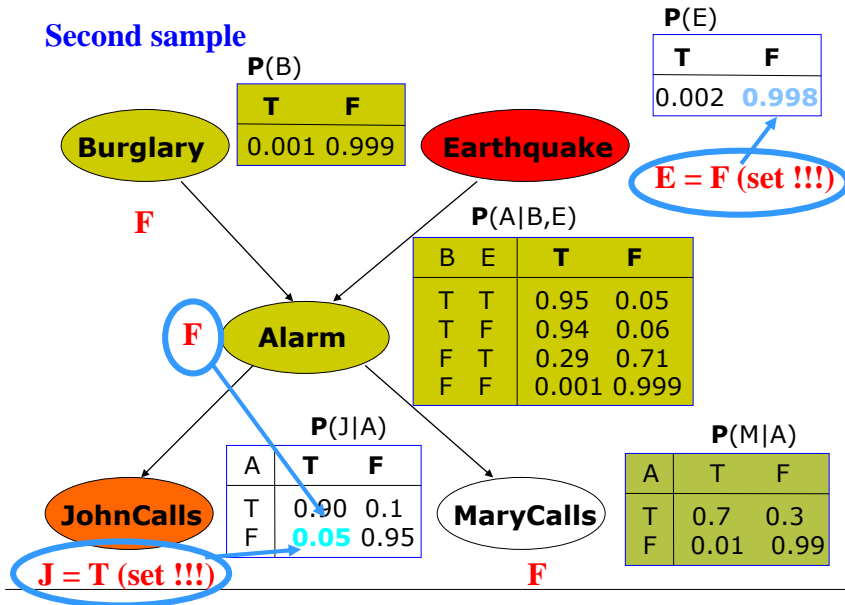 Second sample
P(B)
T F
0.001 0.999
P(E)
T F
0.002 0.998
Burglary
Earthquake
E = F (set !!!)
F
P(A|B,E)
B E T F
T T 0.95 0.05
T F 0.94 0.06
F T 0.29 0.71
F F 0.001 0.999
F
Alarm
P(J|A)
A T F
T 0.90 0.1
F 0.05 0.95
P(M|A)
A T F
T 0.7 0.3
F 0.01 0.99
JohnCalls
MaryCalls
J = T (set !!!)
F